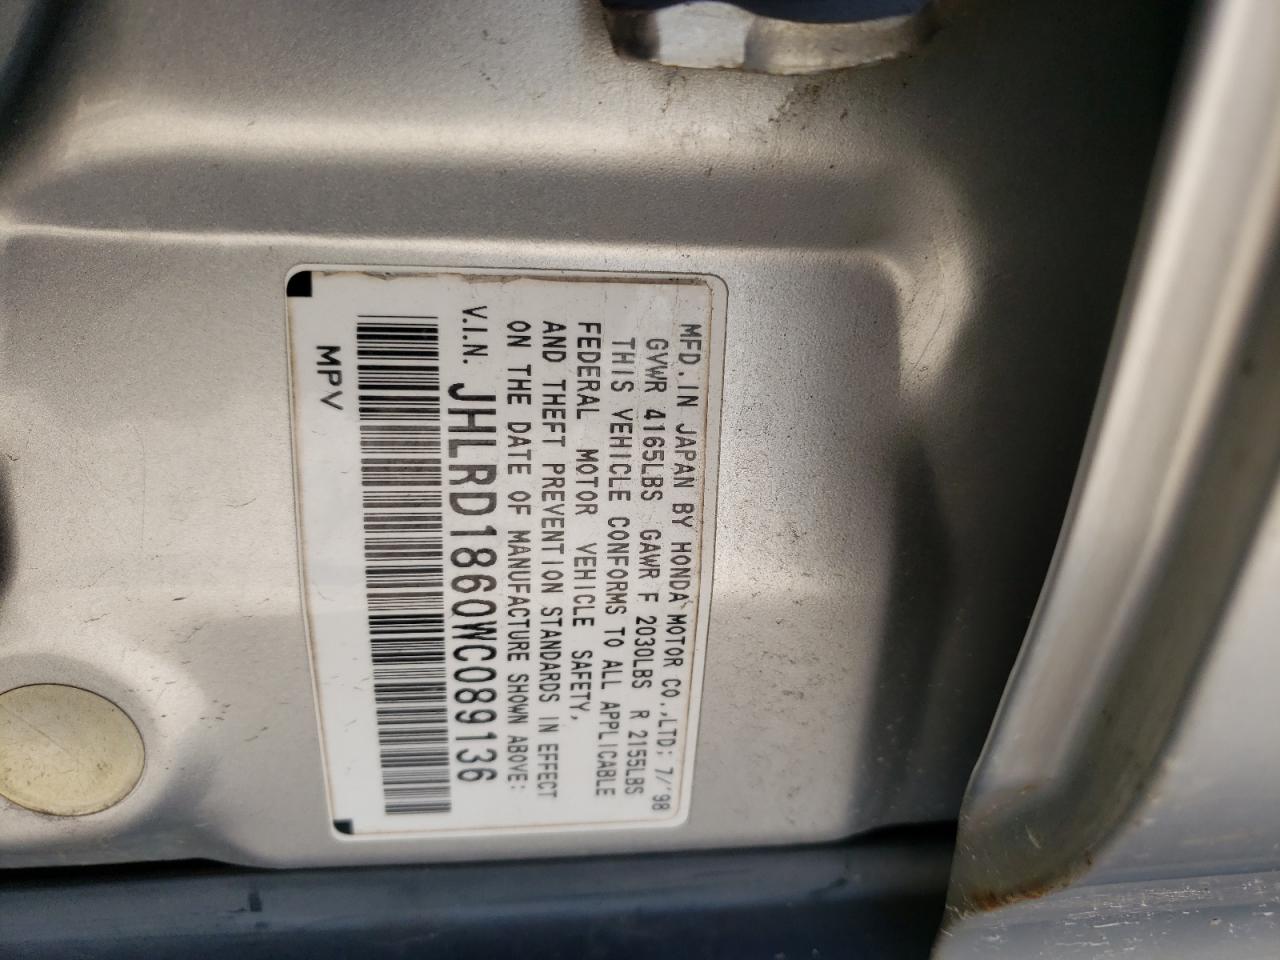 MFD. IN JAPAN BY HONDA MOTOR CO.,LTD; 7/'98
GVWR 4165LBS GAWR F 2030LBS R 2155LBS
THIS VEHICLE CONFORMS TO ALL APPLICABLE
FEDERAL MOTOR VEHICLE SAFETY,
AND THEFT PREVENTION STANDARDS IN EFFECT
ON THE DATE OF MANUFACTURE SHOWN ABOVE:
V.I.N. JHLRD1860WC089136
MPV